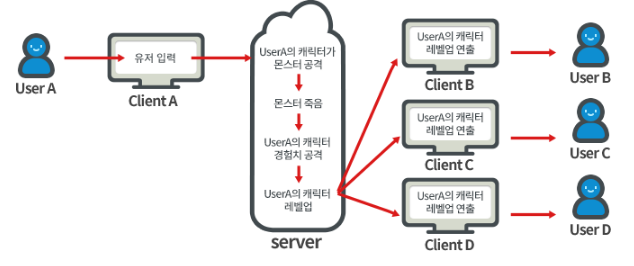 User A
유저 입력
Client A
UserA의 캐릭터가
몬스터 공격
몬스터 죽음
UserA의 캐릭터
경험치 공격
UserA의 캐릭터
레벨업
server
UserA의 캐릭터
레벨업 연출
Client B
User B
UserA의 캐릭터
레벨업 연출
Client C
User C
UserA의 캐릭터
레벨업 연출
Client D
User D